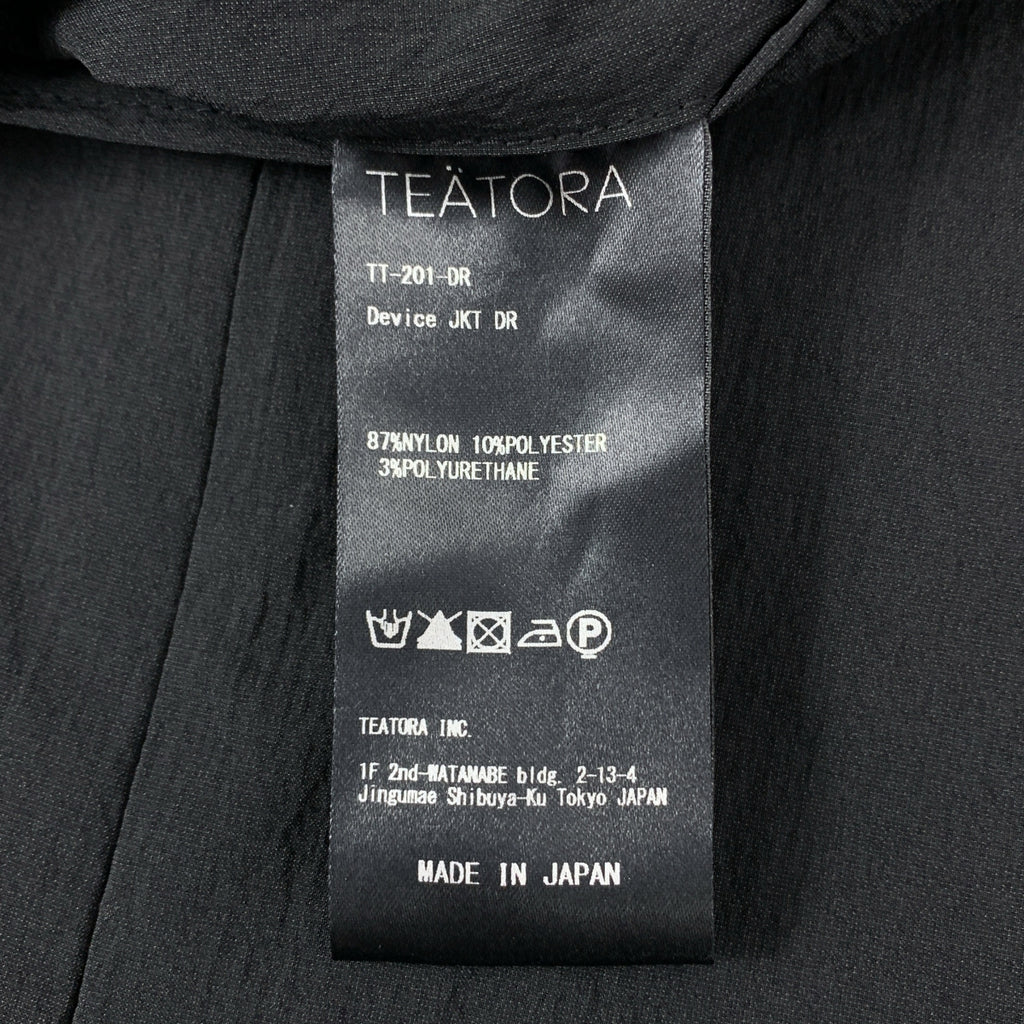 TEÄTORA
TT-201-DR
Device JKT DR
87%NYLON 10%POLYESTER
3%POLYURETHANE
P
TEATORA INC.
1F 2nd-WATANABE bldg. 2-13-4
Jingumae Shibuya-Ku Tokyo JAPAN
MADE IN JAPAN